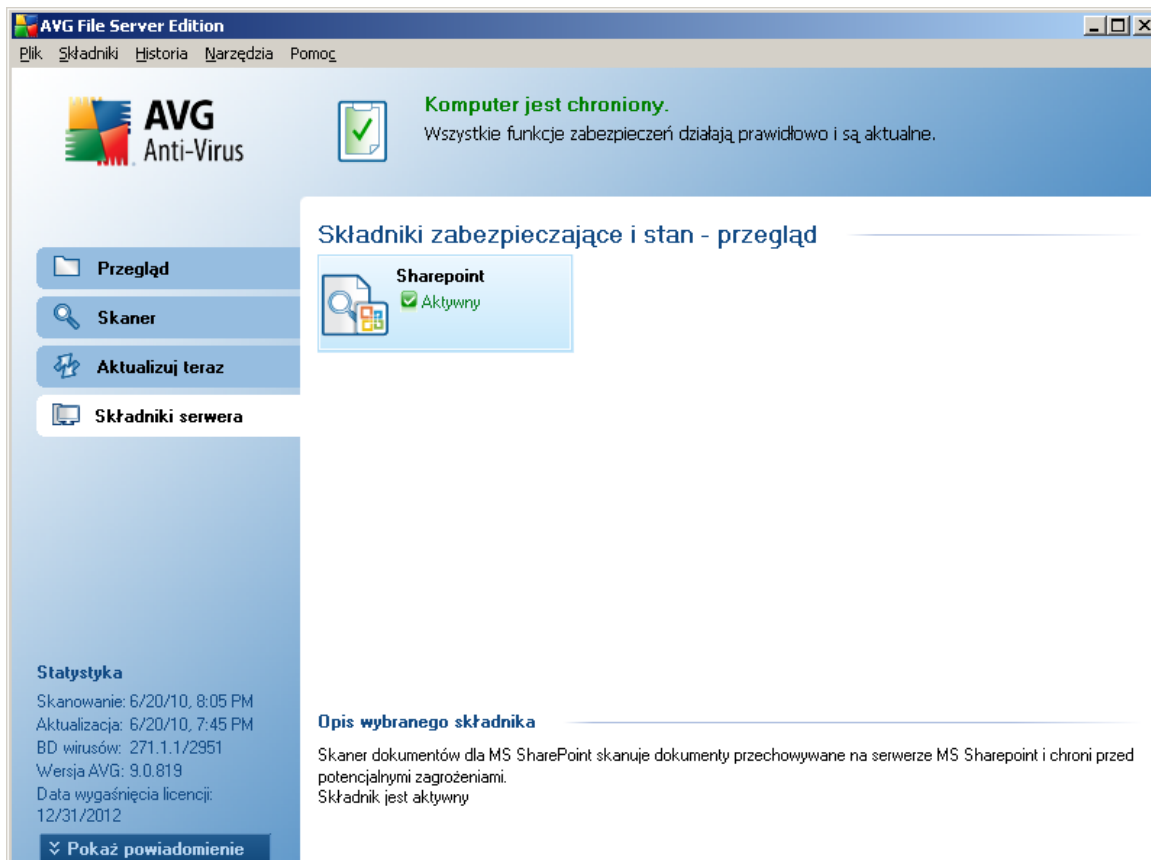 AVG File Server Edition
Plik Składniki Historia Narzędzia Pomoc
AVG
Anti-Virus
Komputer jest chroniony.
Wszystkie funkcje zabezpieczeń działają prawidłowo i są aktualne.
Przegląd
Skaner
Aktualizuj teraz
Składniki serwera
Składniki zabezpieczające i stan - przegląd
Sharepoint
Aktywny
Statystyka
Skanowanie: 6/20/10, 8:05 PM
Aktualizacja: 6/20/10, 7:45 PM
BD wirusów: 271.1.1/2951
Wersja AVG: 9.0.819
Data wygaśnięcia licencji:
12/31/2012
Pokaż powiadomienie
Opis wybranego składnika
Skaner dokumentów dla MS SharePoint skanuje dokumenty przechowywane na serwerze MS Sharepoint i chroni przed
potencjalnymi zagrożeniami.
Składnik jest aktywny